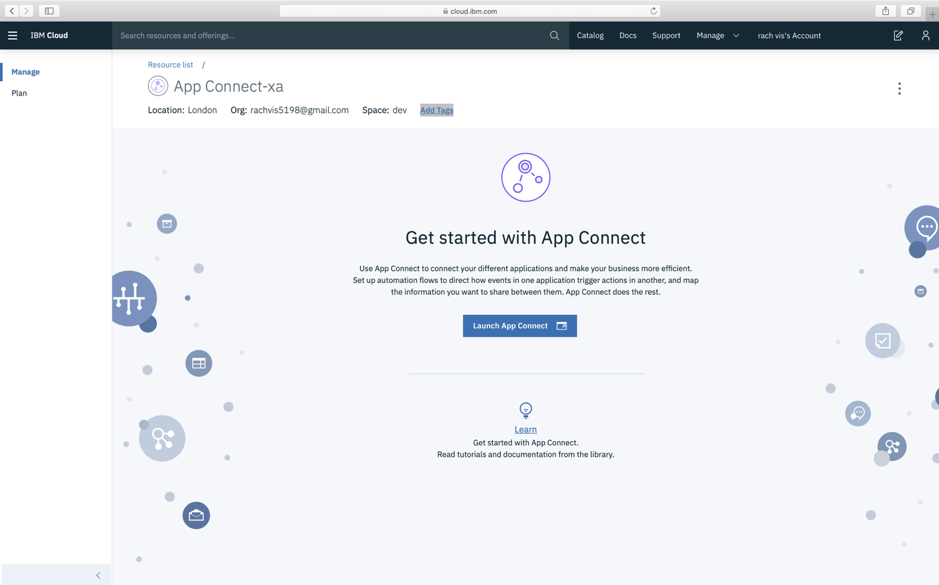 cloud.ibm.com
IBM Cloud
Search resources and offerings...
Catalog
Docs
Support
Manage
rach vis's Account
Manage
Plan
Resource list /
App Connect-xa
Location: London Org: rachvis5198@gmail.com Space: dev Add Tags
Get started with App Connect
Use App Connect to connect your different applications and make your business more efficient.
Set up automation flows to direct how events in one application trigger actions in another, and map
the information you want to share between them. App Connect does the rest.
Launch App Connect
Learn
Get started with App Connect.
Read tutorials and documentation from the library.